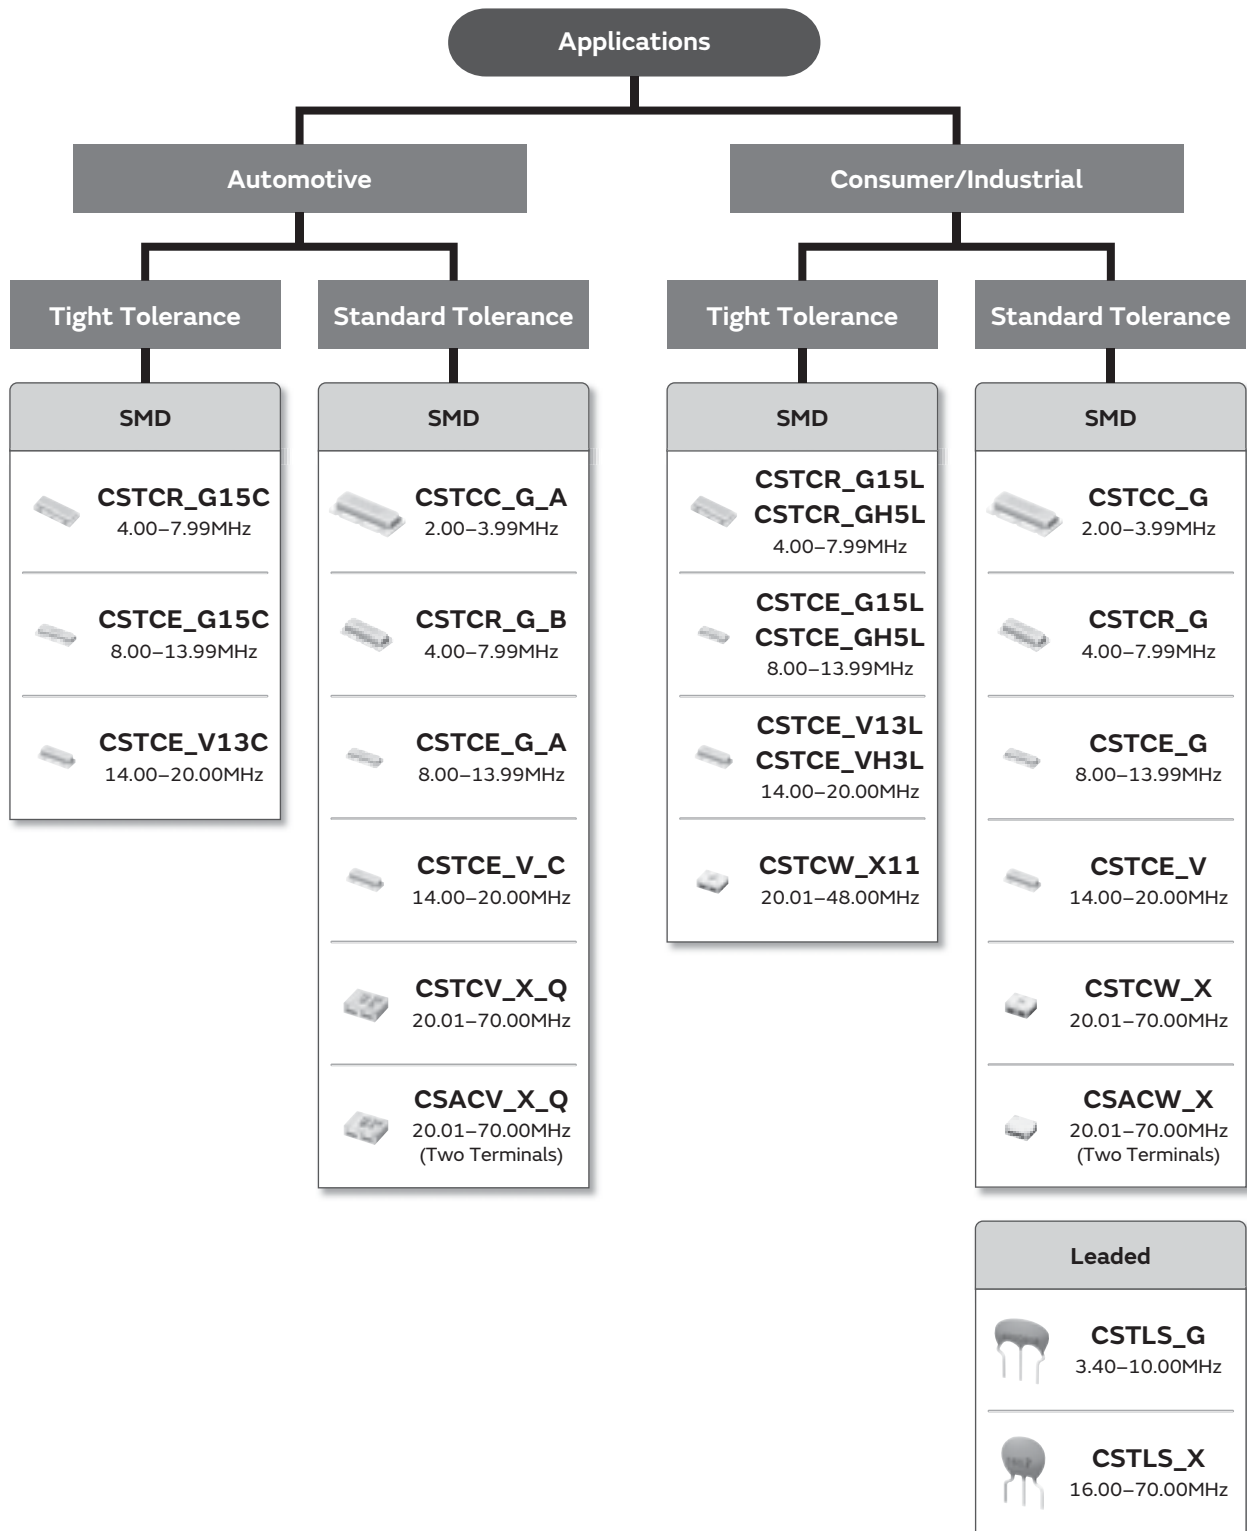 Applications
Automotive
Consumer/Industrial
Tight Tolerance
Standard Tolerance
Tight Tolerance
Standard Tolerance
SMD
CSTCR_G15C
4.00–7.99MHz
CSTCE_G15C
8.00–13.99MHz
CSTCE_V13C
14.00–20.00MHz
SMD
CSTCC_G_A
2.00–3.99MHz
CSTCR_G_B
4.00–7.99MHz
CSTCE_G_A
8.00–13.99MHz
CSTCE_V_C
14.00–20.00MHz
CSTCV_X_Q
20.01–70.00MHz
CSACV_X_Q
20.01–70.00MHz
(Two Terminals)
SMD
CSTCR_G15L
CSTCR_GH5L
4.00–7.99MHz
CSTCE_G15L
CSTCE_GH5L
8.00–13.99MHz
CSTCE_V13L
CSTCE_VH3L
14.00–20.00MHz
CSTCW_X11
20.01–48.00MHz
SMD
CSTCC_G
2.00–3.99MHz
CSTCR_G
4.00–7.99MHz
CSTCE_G
8.00–13.99MHz
CSTCE_V
14.00–20.00MHz
CSTCW_X
20.01–70.00MHz
CSACW_X
20.01–70.00MHz
(Two Terminals)
Leaded
CSTLS_G
3.40–10.00MHz
CSTLS_X
16.00–70.00MHz